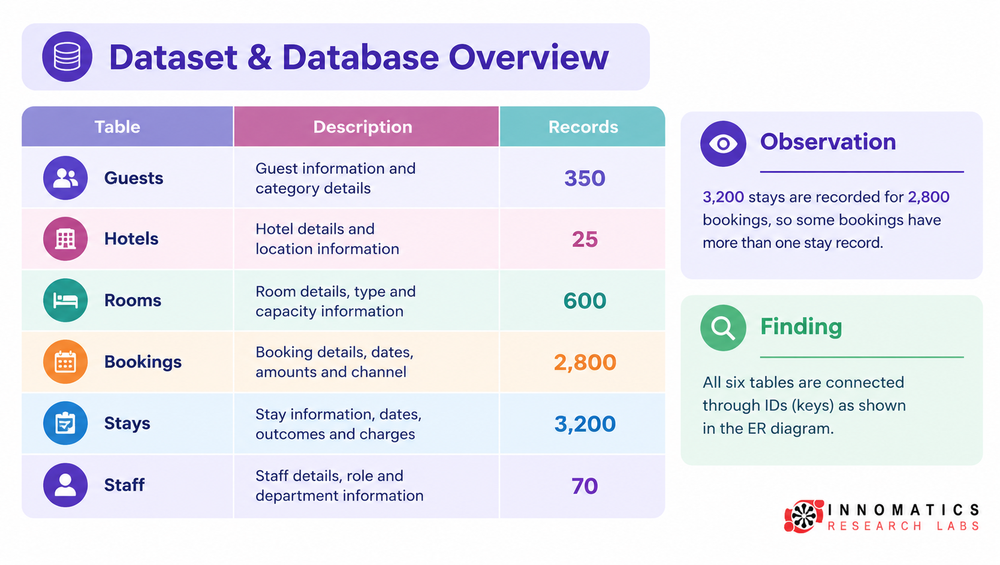 Dataset & Database Overview
Table
Description
Records
Guests
Guest information and
category details
350
Hotels
Hotel details and
location information
25
Rooms
Room details, type and
capacity information
600
Bookings
Booking details, dates,
amounts and channel
2,800
Stays
Stay information, dates,
outcomes and charges
3,200
Staff
Staff details, role and
department information
70
Observation
3,200 stays are recorded for 2,800
bookings, so some bookings have
more than one stay record.
Finding
All six tables are connected
through IDs (keys) as shown
in the ER diagram.
INNOMATICS
RESEARCH LABS